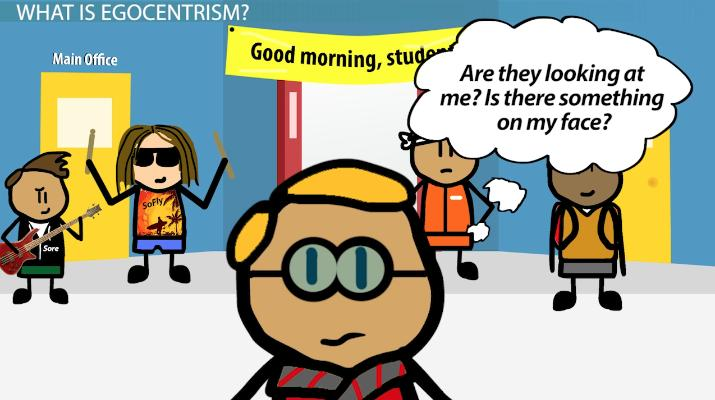 WHAT IS EGOCENTRISM?
Main Office
Good morning,
Are they looking at
me? Is there something
on my face?
SoFly
Sore